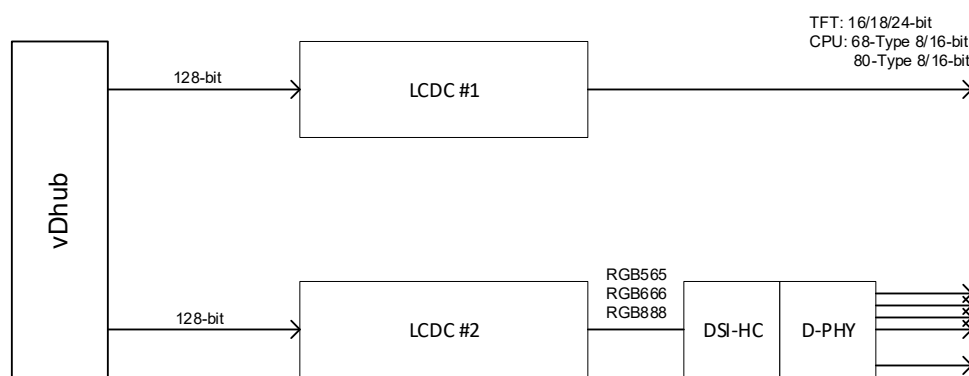 TFT: 16/18/24-bit
CPU: 68-Type 8/16-bit
80-Type 8/16-bit
128-bit
LCDC #1
vDhub
128-bit
LCDC #2
RGB565
RGB666
RGB888
DSI-HC
D-PHY